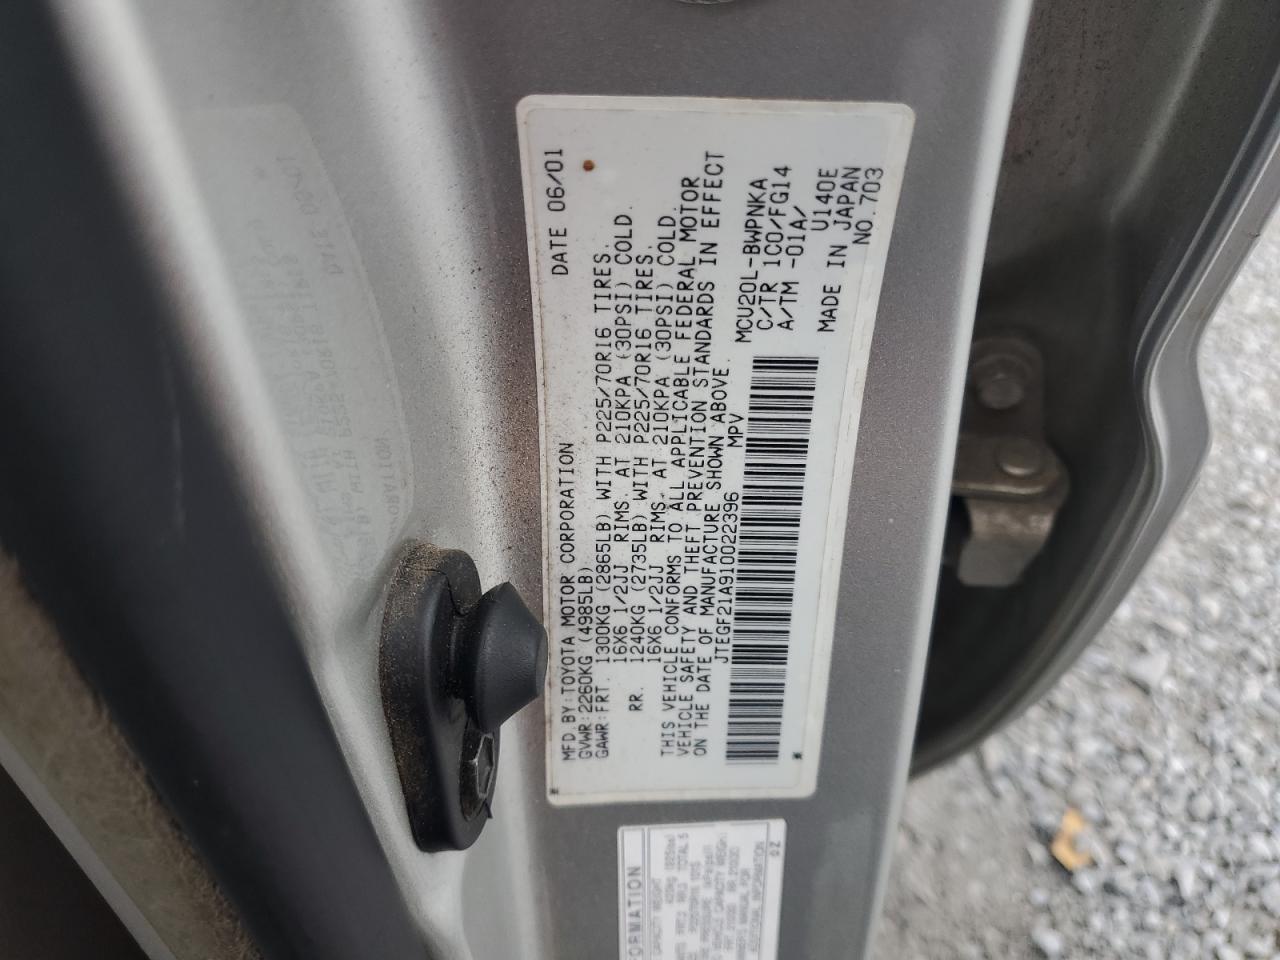 MFD BY: TOYOTA MOTOR CORPORATION DATE 06/01
GVWR: 2260KG (4985LB)
GAWR: FRT. 1300KG (2865LB) WITH P225/70R16 TIRES,
16X6 1/2JJ RIMS, AT 210KPA (30PSI) COLD.
RR. 1240KG (2735LB) WITH P225/70R16 TIRES,
16X6 1/2JJ RIMS, AT 210KPA (30PSI) COLD.
THIS VEHICLE CONFORMS TO ALL APPLICABLE FEDERAL MOTOR
VEHICLE SAFETY AND THEFT PREVENTION STANDARDS IN EFFECT
ON THE DATE OF MANUFACTURE SHOWN ABOVE.
JTEGF21A910022396 MPV
MCU20L-BWPNKA
C/TR 1C0/FG14
A/TM -01A/ U140E
MADE IN JAPAN
NO. 703